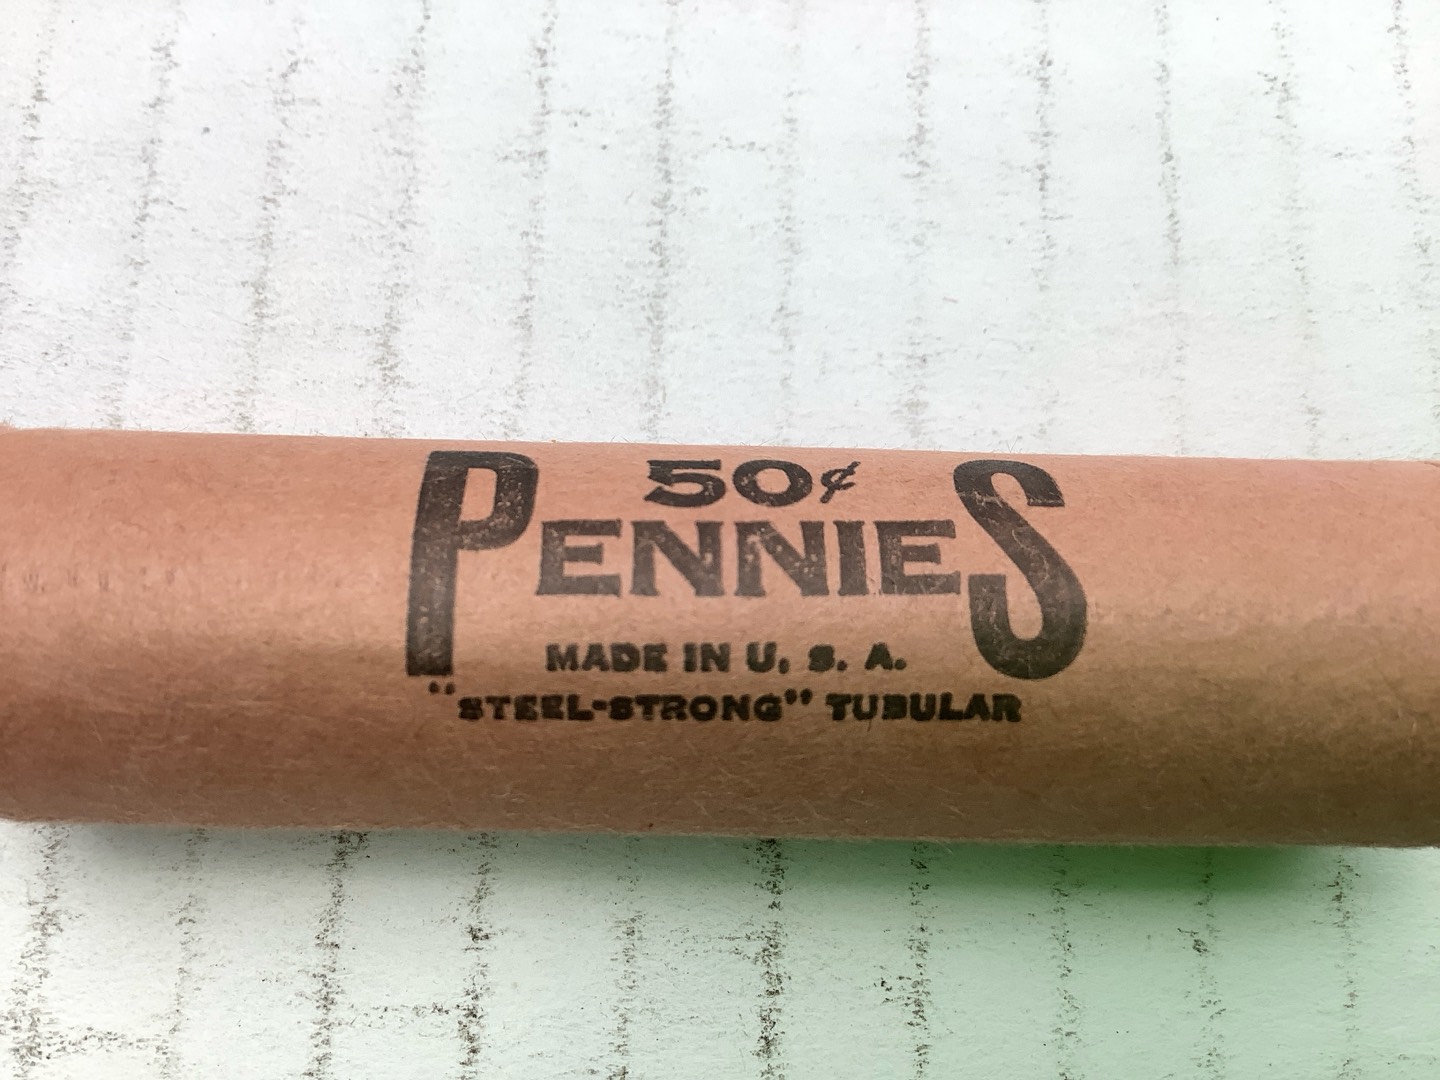 50¢
PENNIES
MADE IN U. S. A.
"STEEL-STRONG" TUBULAR